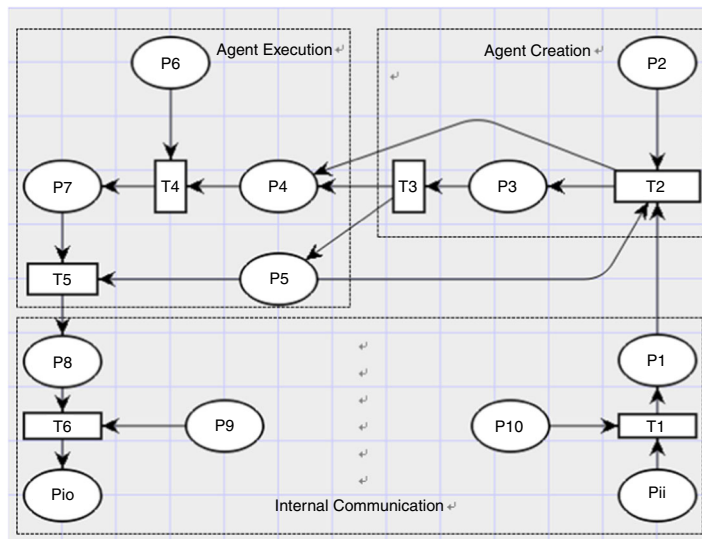 Agent Execution ↵
Agent Creation ↵
P6
P2
↵
P7
T4
P4
T3
P3
T2
T5
P5
P8
↵
P1
↵
↵
T6
P9
↵
P10
T1
↵
↵
Pio
Pii
Internal Communication ↵